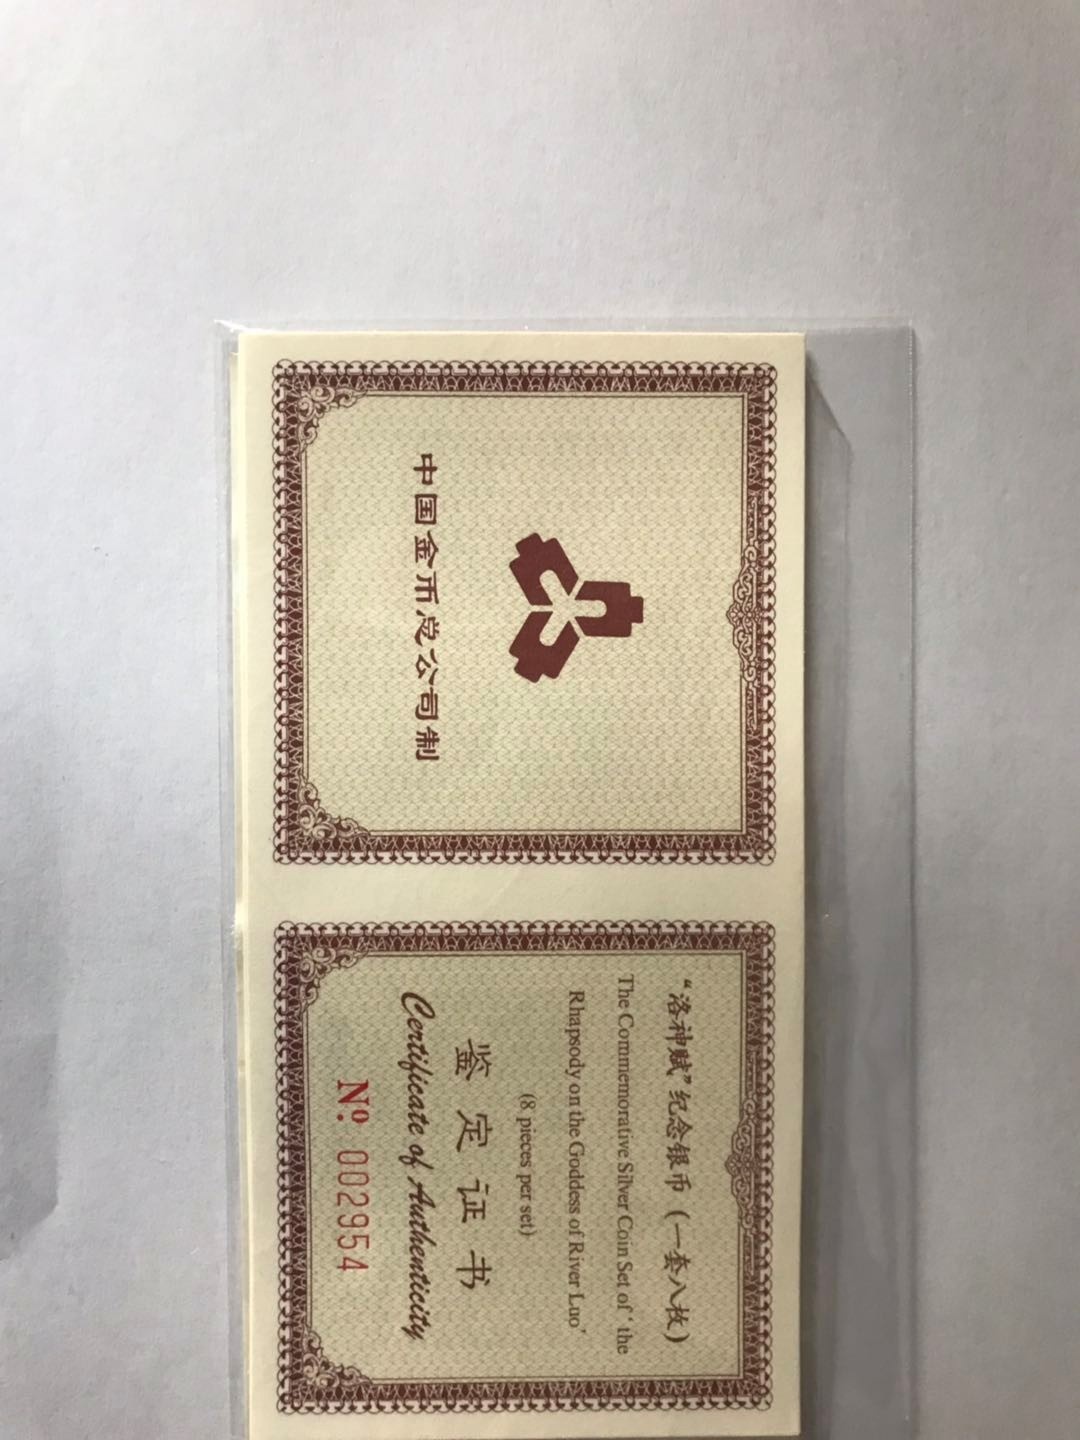 中国金币总公司制
“洛神赋”纪念银币(一套八枚)
The Commemorative Silver Coin Set of ‘ the
Rhapsody on the Goddess of River Luo’
(8 pieces per set)
鉴定证书
Certificate of Authenticity
Nº. 002954